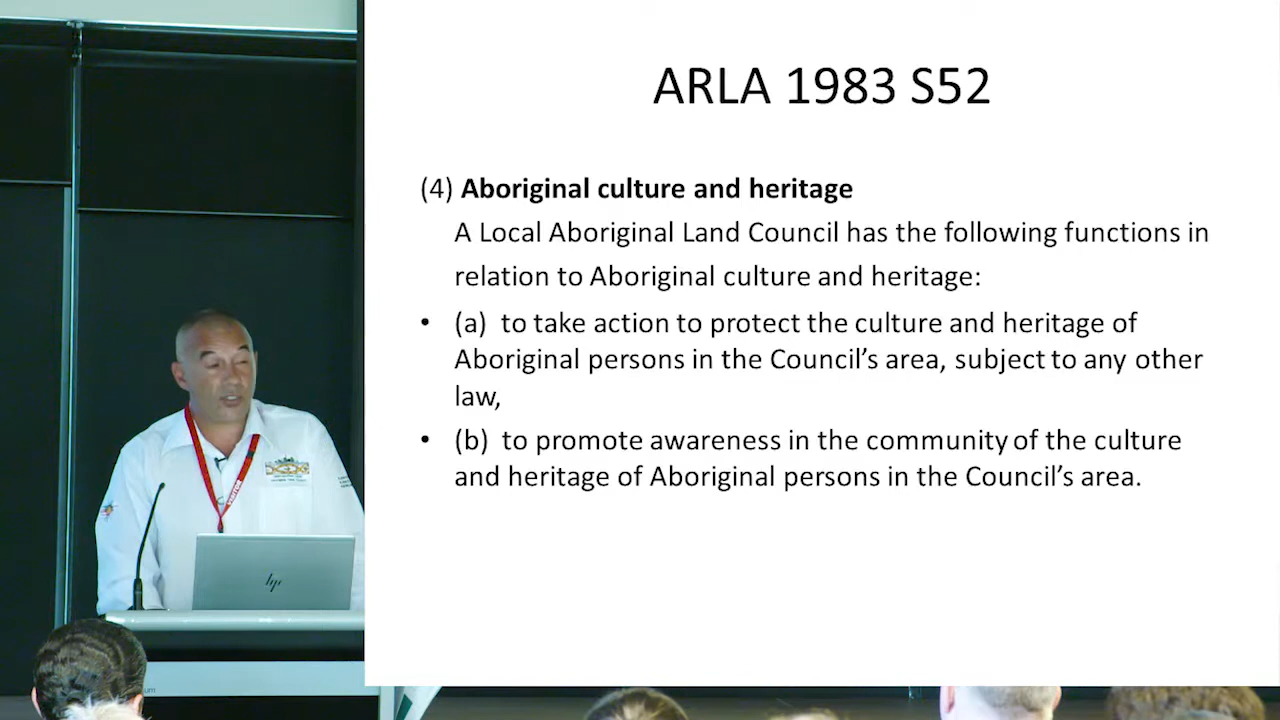 ARLA 1983 S52
(4) Aboriginal culture and heritage
A Local Aboriginal Land Council has the following functions in
relation to Aboriginal culture and heritage:
• (a) to take action to protect the culture and heritage of
Aboriginal persons in the Council’s area, subject to any other
law,
• (b) to promote awareness in the community of the culture
and heritage of Aboriginal persons in the Council’s area.
VISITOR
hp